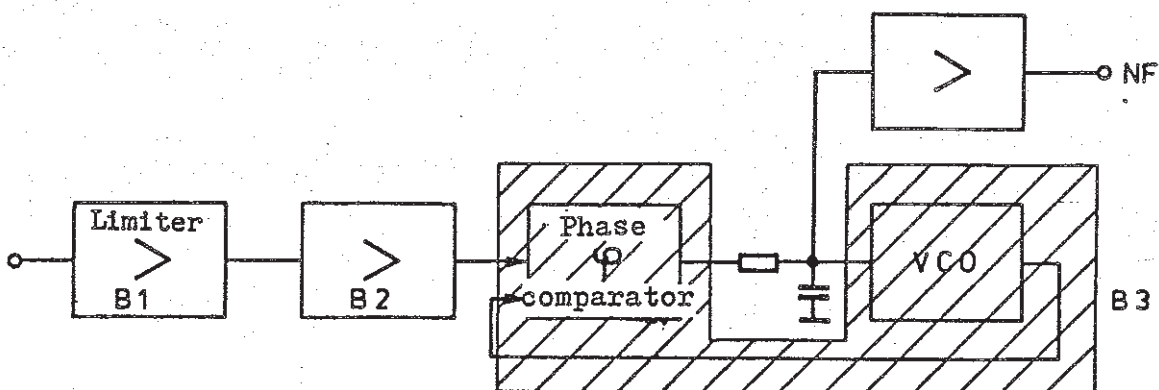 NF
Limiter
B1
B2
Phase
φ
comparator
VCO
B3